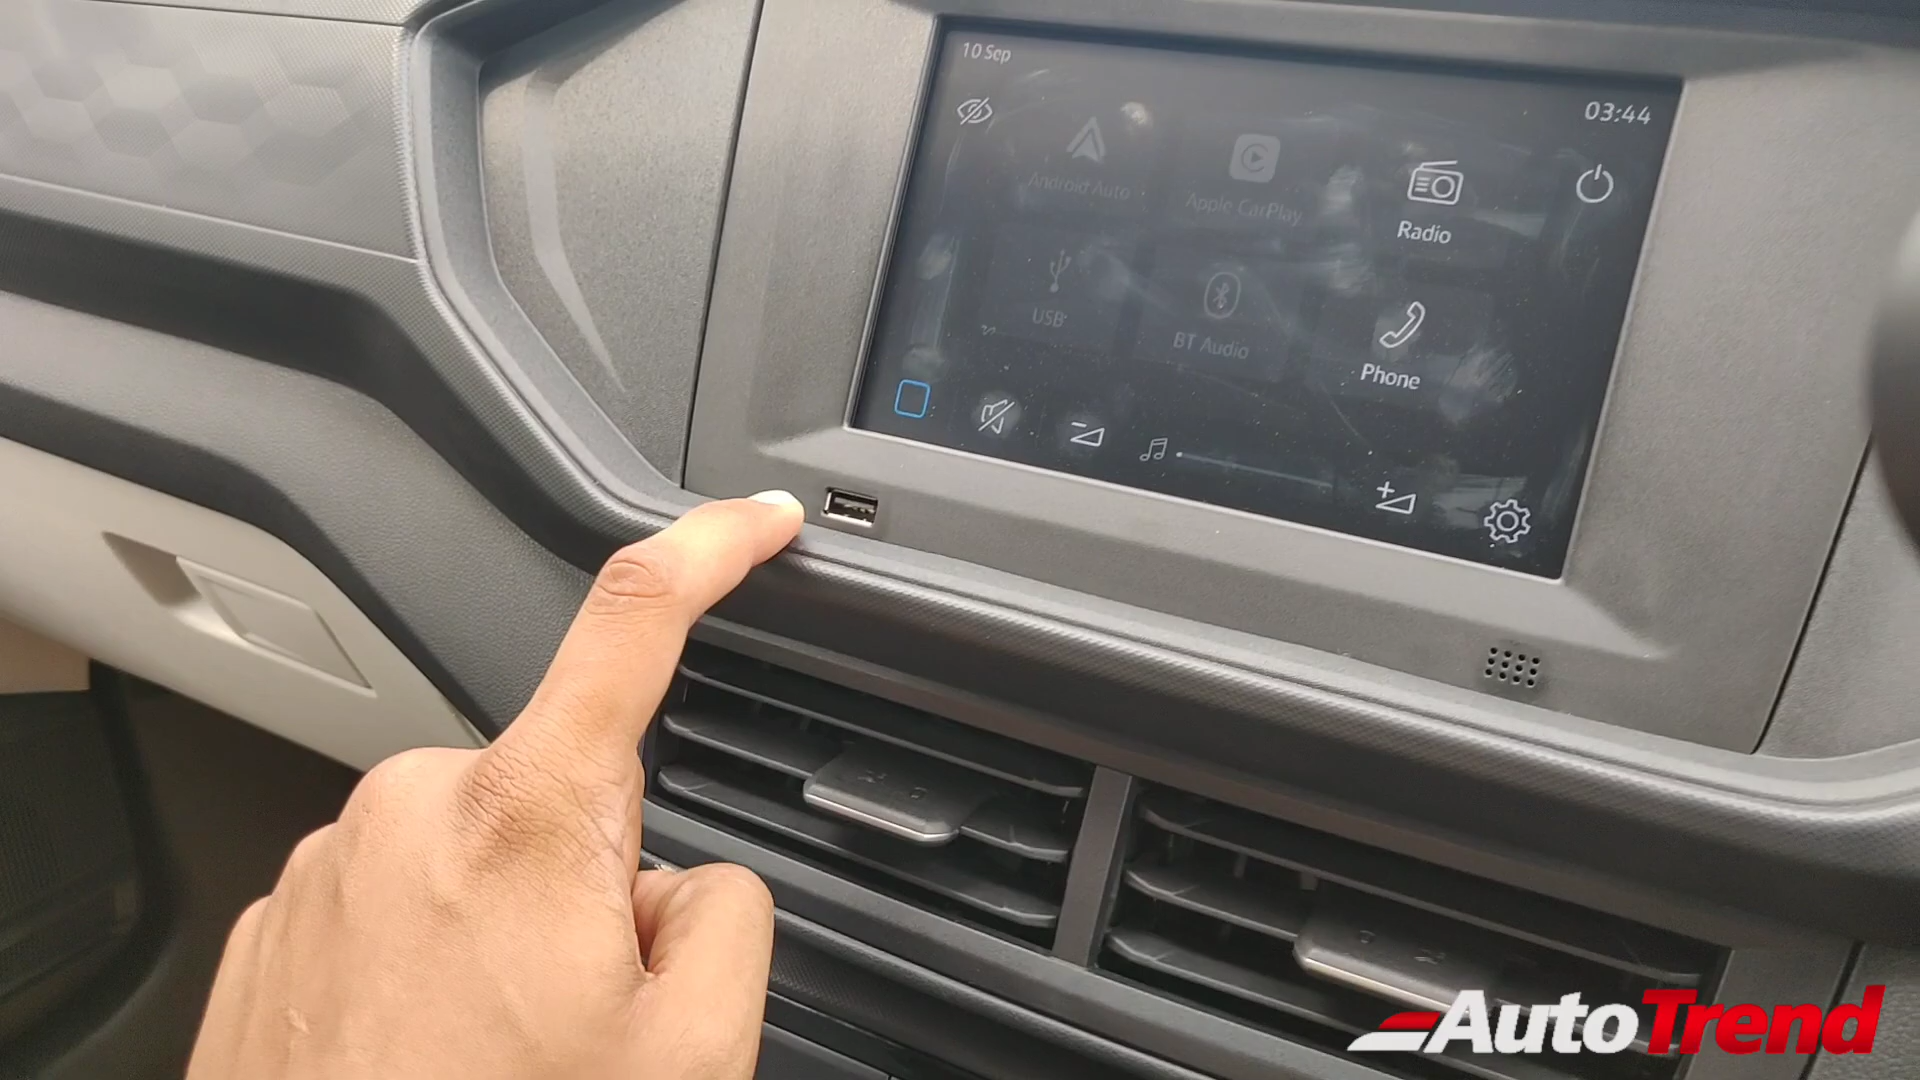 10 Sep
03:44
Android Auto
Apple CarPlay
Radio
USB
BT Audio
Phone
AutoTrend